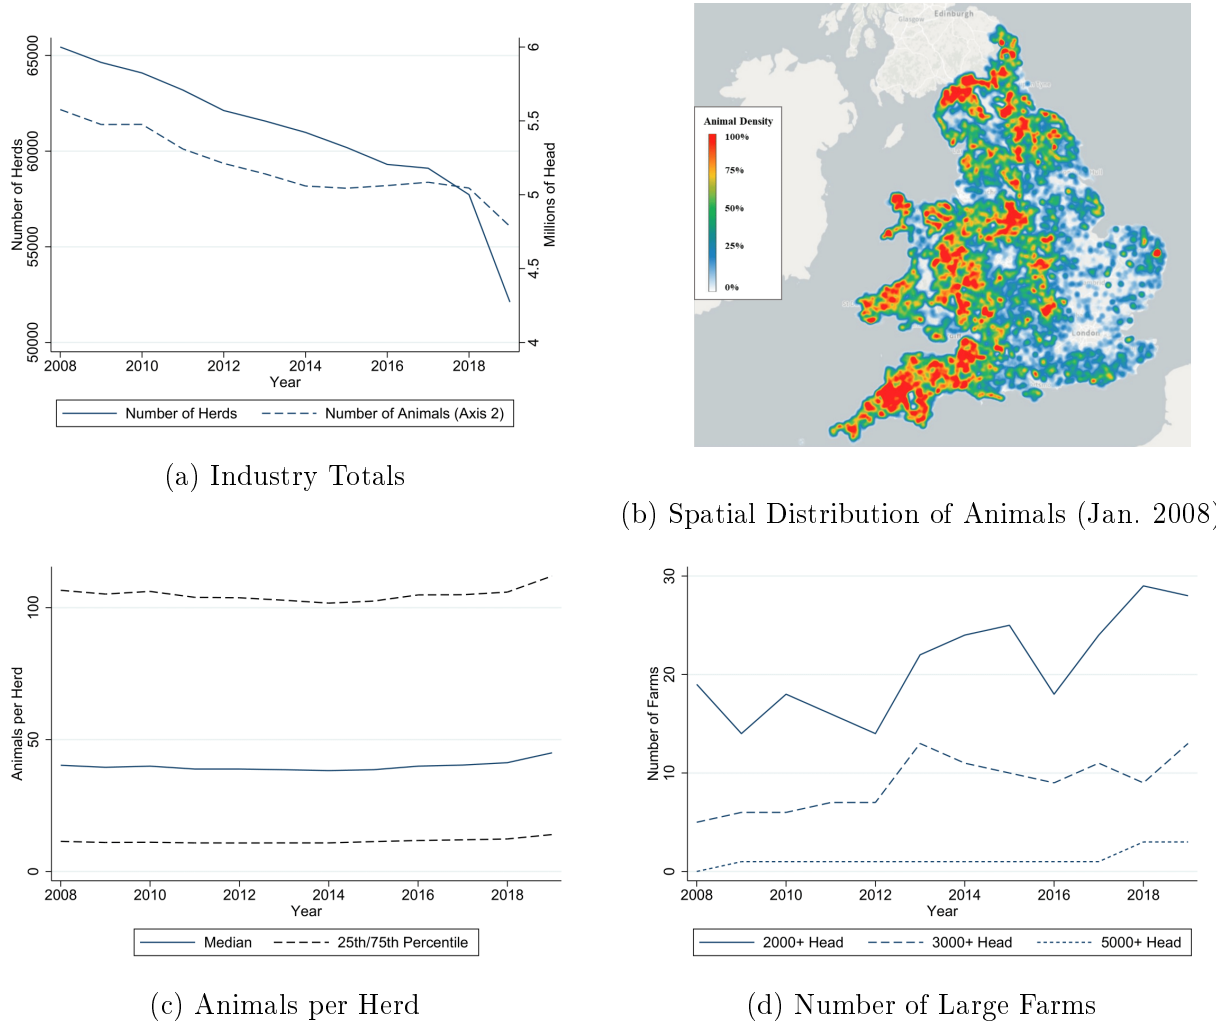 Number of Herds
65000
60000
55000
50000
6
5.5
5
4.5
4
Millions of Head
2008 2010 2012 2014 2016 2018
Year
Number of Herds Number of Animals (Axis 2)
(a) Industry Totals
Glasgow Edinburgh
Animal Density
100%
75%
50%
25%
0%
London
(b) Spatial Distribution of Animals (Jan. 2008)
Animals per Herd
100
50
0
2008 2010 2012 2014 2016 2018
Year
Median 25th/75th Percentile
(c) Animals per Herd
Number of Farms
30
20
10
0
2008 2010 2012 2014 2016 2018
Year
2000+ Head 3000+ Head 5000+ Head
(d) Number of Large Farms